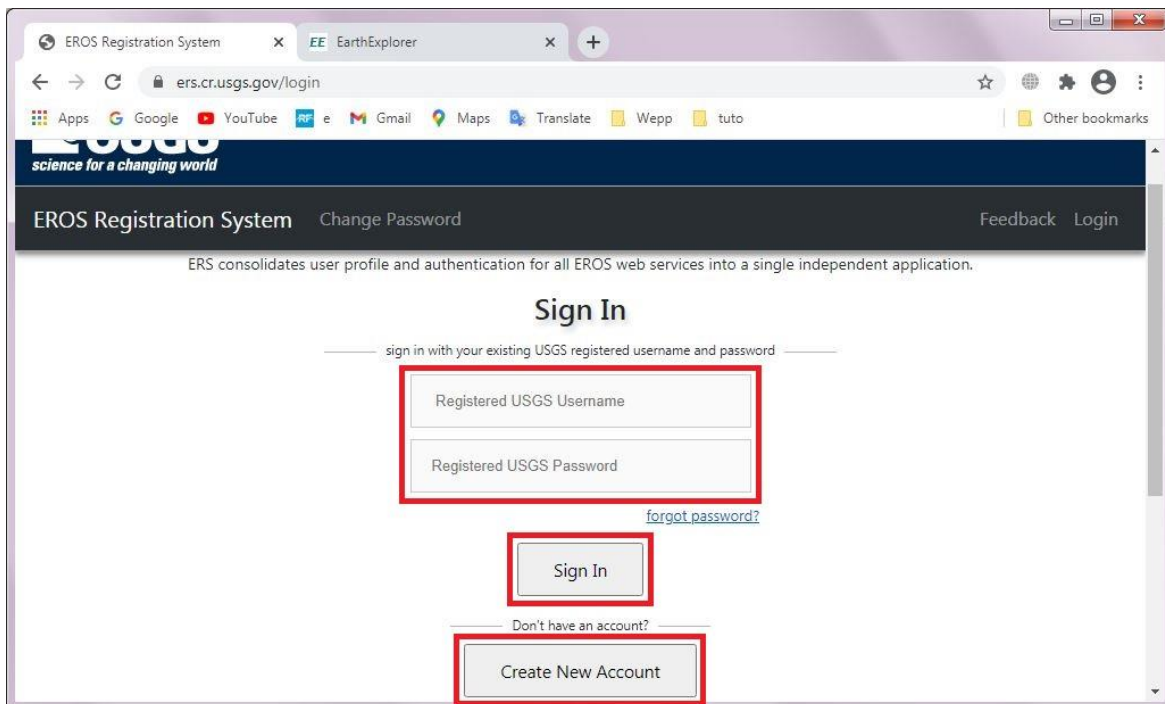 EROS Registration System
EE EarthExplorer
ers.cr.usgs.gov/login
Apps Google YouTube RF e Gmail Maps Translate Wepp tuto Other bookmarks
science for a changing world
EROS Registration System Change Password Feedback Login
ERS consolidates user profile and authentication for all EROS web services into a single independent application.
Sign In
sign in with your existing USGS registered username and password
Registered USGS Username
Registered USGS Password
forgot password?
Sign In
Don't have an account?
Create New Account